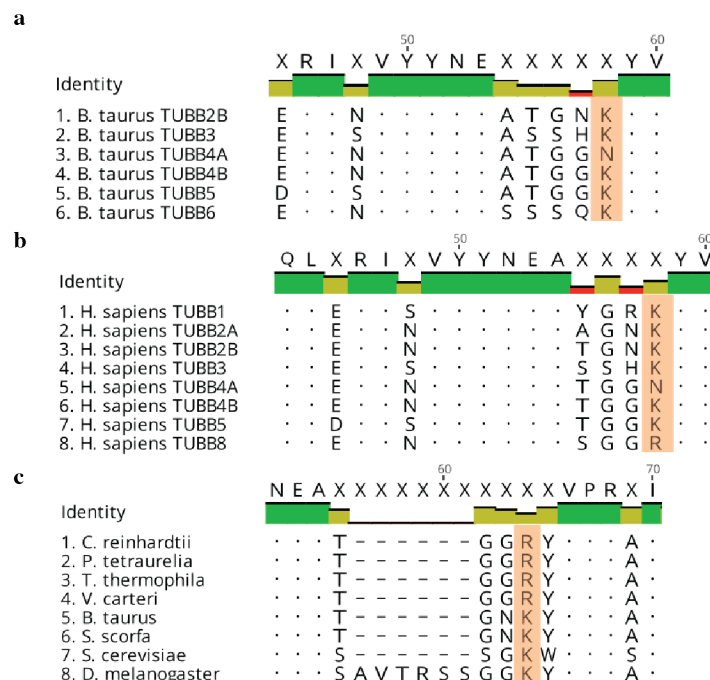 a
50 60
X R I X V Y Y N E X X X X X Y V
Identity
1. B. taurus TUBB2B E · · N · · · · · A T G N K · ·
2. B. taurus TUBB3 E · · S · · · · · A S S H K · ·
3. B. taurus TUBB4A E · · N · · · · · A T G G N · ·
4. B. taurus TUBB4B E · · N · · · · · A T G G K · ·
5. B. taurus TUBB5 D · · S · · · · · A T G G K · ·
6. B. taurus TUBB6 E · · N · · · · · S S S Q K · ·
b
50 60
Q L X R I X V Y Y N E A X X X X Y V
Identity
1. H. sapiens TUBB1 · · E · · S · · · · · · Y G R K · ·
2. H. sapiens TUBB2A · · E · · N · · · · · · A G N K · ·
3. H. sapiens TUBB2B · · E · · N · · · · · · T G N K · ·
4. H. sapiens TUBB3 · · E · · S · · · · · · S S H K · ·
5. H. sapiens TUBB4A · · E · · N · · · · · · T G G N · ·
6. H. sapiens TUBB4B · · E · · N · · · · · · T G G K · ·
7. H. sapiens TUBB5 · · D · · S · · · · · · T G G K · ·
8. H. sapiens TUBB8 · · E · · N · · · · · · S G G R · ·
c
60 70
N E A X X X X X X X X X X X V P R X I
Identity
1. C. reinhardtii · · · T - - - - - - G G R Y · · · A ·
2. P. tetraurelia · · · T - - - - - - G G R Y · · · A ·
3. T. thermophila · · · T - - - - - - G G R Y · · · A ·
4. V. carteri · · · T - - - - - - G G R Y · · · A ·
5. B. taurus · · · T - - - - - - G N K Y · · · A ·
6. S. scorfa · · · T - - - - - - G N K Y · · · A ·
7. S. cerevisiae · · · S - - - - - - S G K W · · · S ·
8. D. melanogaster · · · S A V T R S S G G K Y · · · A ·